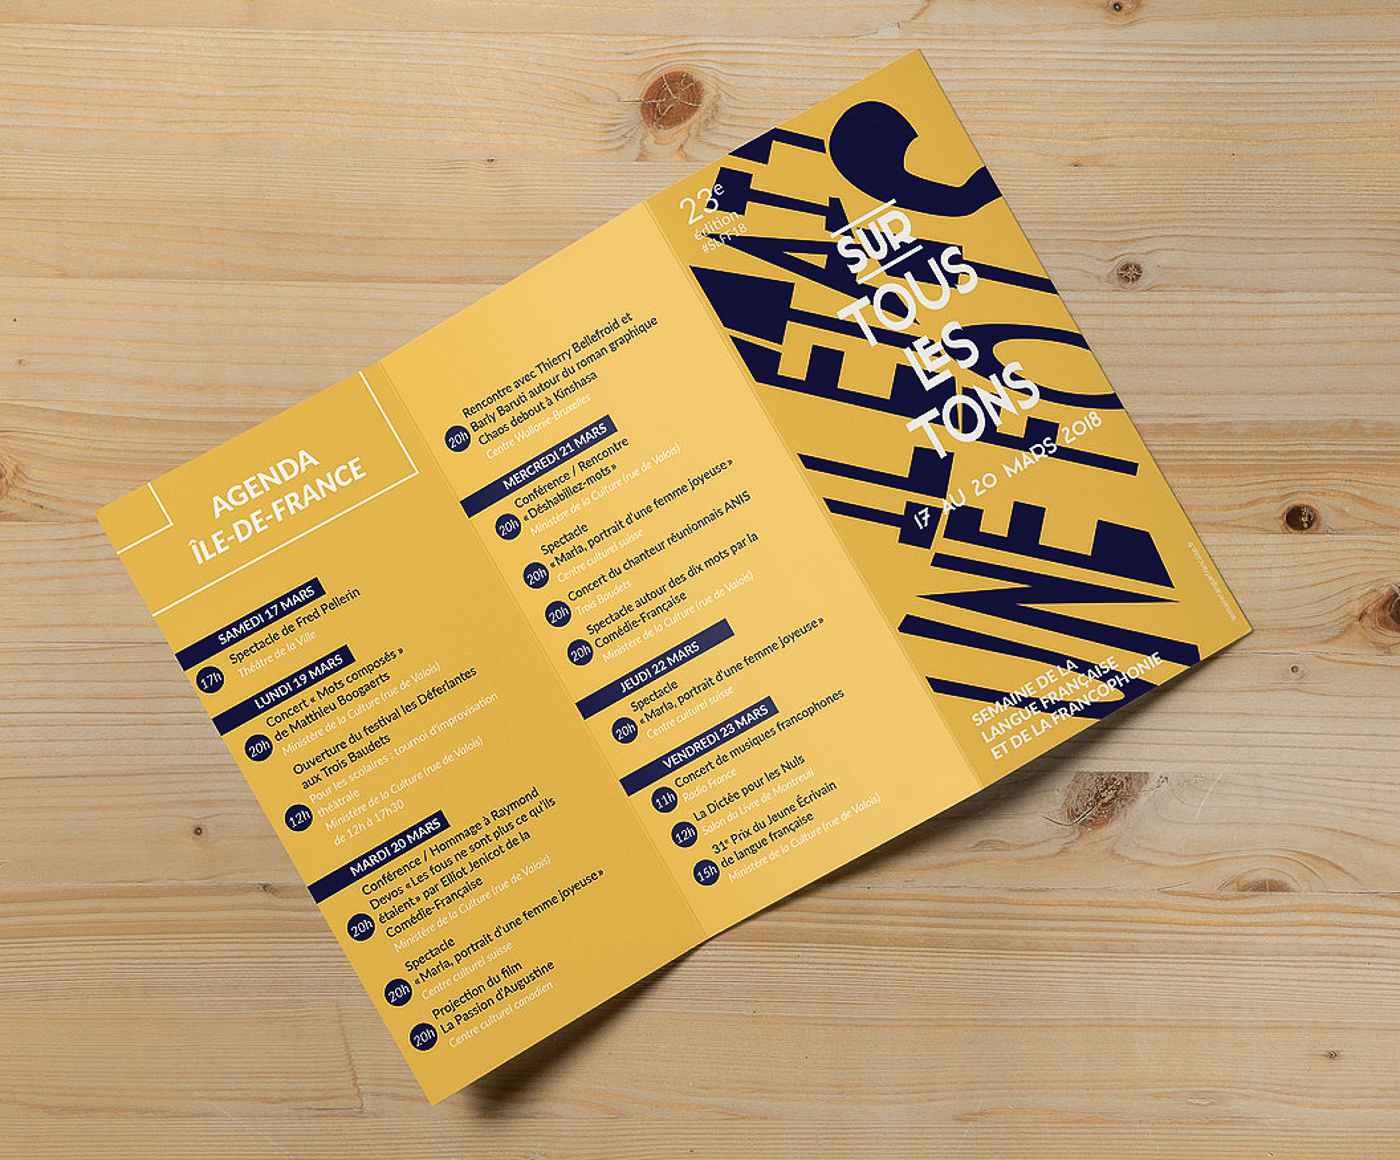 AGENDA
ÎLE-DE-FRANCE
SAMEDI 17 MARS
17h
Spectacle de Fred Pellerin
Théâtre de la Ville
LUNDI 19 MARS
20h
Concert « Mots composés »
de Matthieu Boogaerts
Ministère de la Culture (rue de Valois)
12h
Ouverture du festival les Déferlantes
aux Trois Baudets
Pour les scolaires : tournoi d'improvisation
théâtrale
Ministère de la Culture (rue de Valois)
de 12h à 17h30
MARDI 20 MARS
20h
Conférence / Hommage à Raymond
Devos « Les fous ne sont plus ce qu'ils
étaient » par Elliot Jenicot de la
Comédie-Française
Ministère de la Culture (rue de Valois)
20h
Spectacle
« Marla, portrait d'une femme joyeuse »
Centre culturel suisse
20h
Projection du film
La Passion d'Augustine
Centre culturel canadien
20h
Rencontre avec Thierry Bellefroid et
Barly Baruti autour du roman graphique
Chaos debout à Kinshasa
Centre Wallonie-Bruxelles
MERCREDI 21 MARS
20h
Conférence / Rencontre
« Déshabillez-mots »
Ministère de la Culture (rue de Valois)
20h
Spectacle
« Marla, portrait d'une femme joyeuse »
Centre culturel suisse
20h
Concert du chanteur réunionnais ANIS
Trois Baudets
20h
Spectacle autour des dix mots par la
Comédie-Française
Ministère de la Culture (rue de Valois)
JEUDI 22 MARS
20h
Spectacle
« Marla, portrait d'une femme joyeuse »
Centre culturel suisse
VENDREDI 23 MARS
11h
Concert de musiques francophones
Radio France
12h
La Dictée pour les Nuls
Salon du Livre de Montreuil
15h
31e Prix du Jeune Écrivain
de langue française
Ministère de la Culture (rue de Valois)
23e
édition
#SLFF18
SUR
TOUS
LES
TONS
17 AU 20 MARS 2018
SEMAINE DE LA
LANGUE FRANÇAISE
ET DE LA FRANCOPHONIE